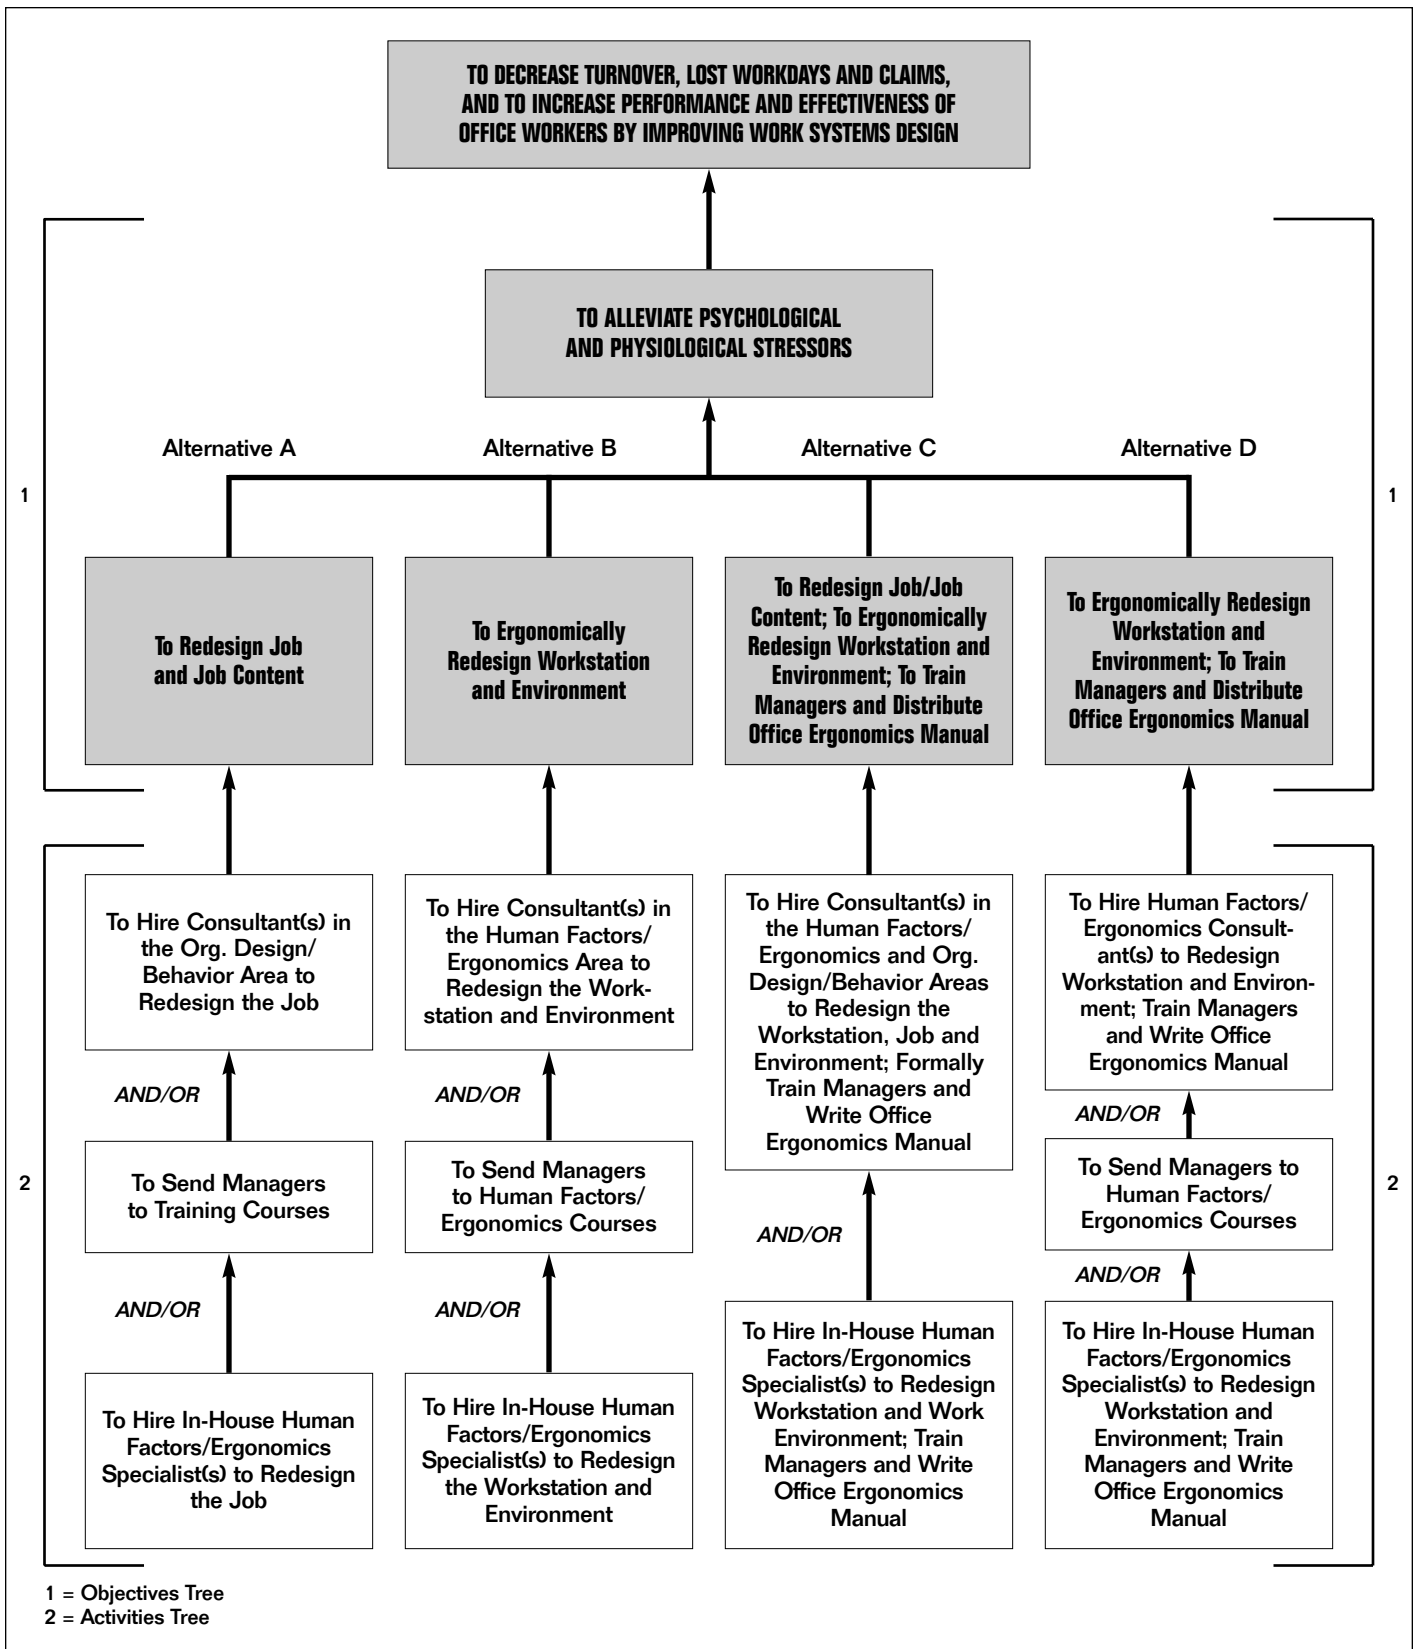 TO DECREASE TURNOVER, LOST WORKDAYS AND CLAIMS,
AND TO INCREASE PERFORMANCE AND EFFECTIVENESS OF
OFFICE WORKERS BY IMPROVING WORK SYSTEMS DESIGN
TO ALLEVIATE PSYCHOLOGICAL
AND PHYSIOLOGICAL STRESSORS
Alternative A
Alternative B
Alternative C
Alternative D
1
1
To Redesign Job
and Job Content
To Ergonomically
Redesign Workstation
and Environment
To Redesign Job/Job
Content; To Ergonomically
Redesign Workstation and
Environment; To Train
Managers and Distribute
Office Ergonomics Manual
To Ergonomically Redesign
Workstation and
Environment; To Train
Managers and Distribute
Office Ergonomics Manual
To Hire Consultant(s) in
the Org. Design/
Behavior Area to
Redesign the Job
To Hire Consultant(s) in
the Human Factors/
Ergonomics Area to
Redesign the Work-
station and Environment
To Hire Consultant(s) in
the Human Factors/
Ergonomics and Org.
Design/Behavior Areas
to Redesign the
Workstation, Job and
Environment; Formally
Train Managers and
Write Office
Ergonomics Manual
To Hire Human Factors/
Ergonomics Consult-
ant(s) to Redesign
Workstation and Environ-
ment; Train Managers
and Write Office
Ergonomics Manual
AND/OR
AND/OR
AND/OR
2
2
To Send Managers
to Training Courses
To Send Managers
to Human Factors/
Ergonomics Courses
AND/OR
To Send Managers to
Human Factors/
Ergonomics Courses
AND/OR
AND/OR
AND/OR
To Hire In-House Human
Factors/Ergonomics
Specialist(s) to Redesign
the Job
To Hire In-House Human
Factors/Ergonomics
Specialist(s) to Redesign
the Workstation and
Environment
To Hire In-House Human
Factors/Ergonomics
Specialist(s) to Redesign
Workstation and Work
Environment; Train
Managers and Write
Office Ergonomics
Manual
To Hire In-House Human
Factors/Ergonomics
Specialist(s) to Redesign
Workstation and
Environment; Train
Managers and Write
Office Ergonomics
Manual
1 = Objectives Tree
2 = Activities Tree